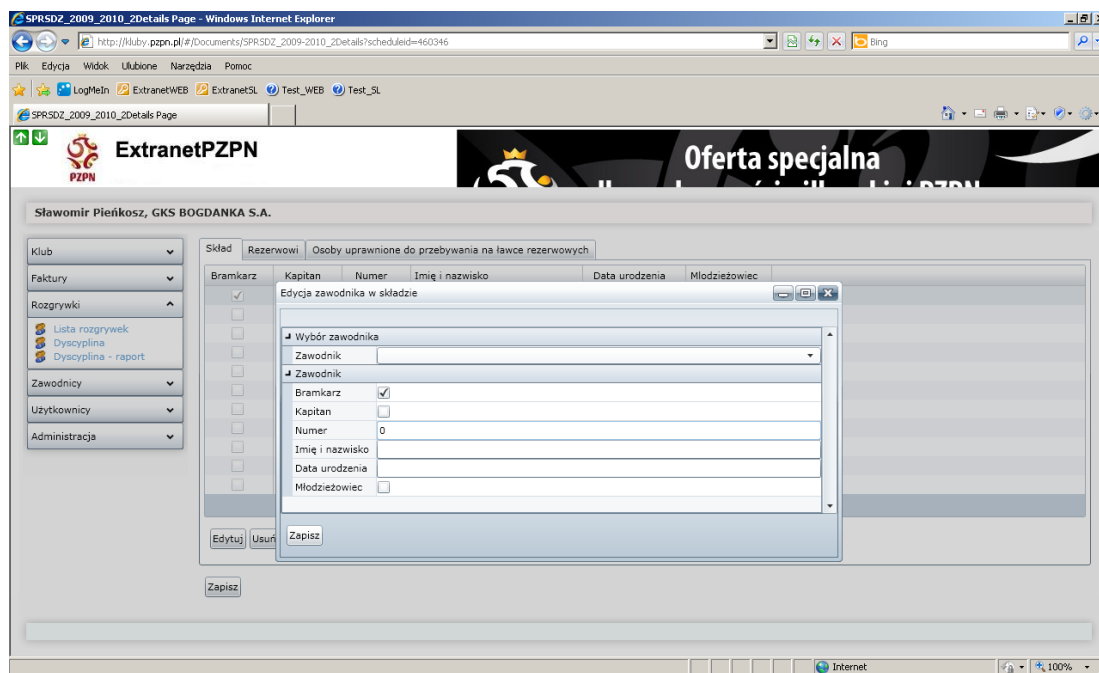 SPRSDZ_2009_2010_2Details Page - Windows Internet Explorer
http://kluby.pzpn.pl/#/Documents/SPRSDZ_2009-2010_2Details?scheduleid=460346
Bing
Plik Edycja Widok Ulubione Narzędzia Pomoc
LogMeIn ExtranetWEB ExtranetSL Test_WEB Test_SL
SPRSDZ_2009_2010_2Details Page
PZPN
ExtranetPZPN
Oferta specjalna
Sławomir Pieńkosz, GKS BOGDANKA S.A.
Klub
Faktury
Rozgrywki
Lista rozgrywek
Dyscyplina
Dyscyplina - raport
Zawodnicy
Użytkownicy
Administracja
Skład Rezerwowi Osoby uprawnione do przebywania na ławce rezerwowych
Bramkarz Kapitan Numer Imię i nazwisko Data urodzenia Młodzieżowiec
Edycja zawodnika w składzie
Wybór zawodnika
Zawodnik
Zawodnik
Bramkarz
Kapitan
Numer 0
Imię i nazwisko
Data urodzenia
Młodzieżowiec
Zapisz
Edytuj Usuń
Zapisz
Internet 100%